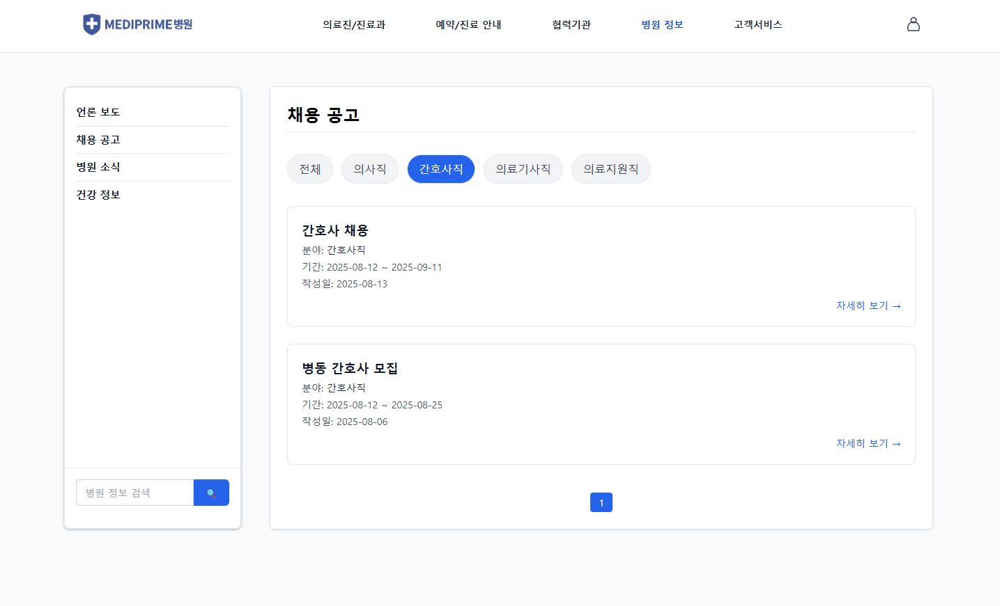 MEDIPRIME병원
의료진/진료과
예약/진료 안내
협력기관
병원 정보
고객서비스
언론 보도
채용 공고
병원 소식
건강 정보
병원 정보 검색
채용 공고
전체
의사직
간호사직
의료기사직
의료지원직
간호사 채용
분야: 간호사직
기간: 2025-08-12 ~ 2025-09-11
작성일: 2025-08-13
자세히 보기 →
병동 간호사 모집
분야: 간호사직
기간: 2025-08-12 ~ 2025-08-25
작성일: 2025-08-06
자세히 보기 →
1